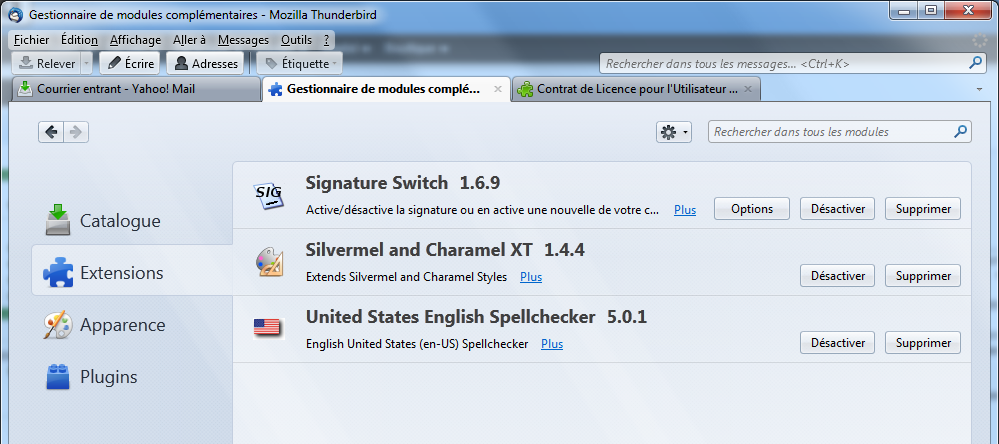 Gestionnaire de modules complémentaires - Mozilla Thunderbird
Fichier Édition Affichage Aller à Messages Outils ?
Relever Écrire Adresses Étiquette Rechercher dans tous les messages... <Ctrl+K>
Courrier entrant - Yahoo! Mail Gestionnaire de modules complé... Contrat de Licence pour l'Utilisateur ...
Rechercher dans tous les modules
Catalogue
Extensions
Apparence
Plugins
SIG
Signature Switch 1.6.9
Active/désactive la signature ou en active une nouvelle de votre c... Plus Options Désactiver Supprimer
Silvermel and Charamel XT 1.4.4
Extends Silvermel and Charamel Styles Plus Désactiver Supprimer
United States English Spellchecker 5.0.1
English United States (en-US) Spellchecker Plus Désactiver Supprimer